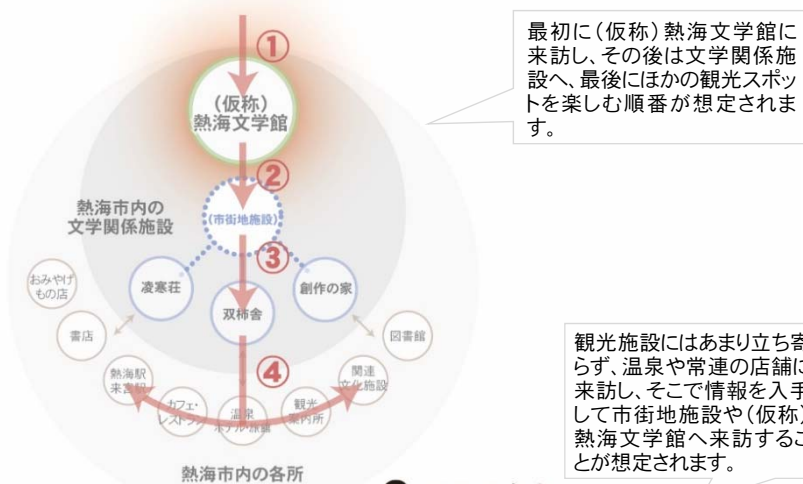 ①
(仮称)
熱海文学館
②
熱海市内の
文学関係施設
(市街地施設)
③
凌寒荘
双柿舎
創作の家
おみやげ
もの店
書店
図書館
④
熱海駅
来宮駅
カフェ・
レストラン
温泉
ホテル・旅館
観光
案内所
関連
文化施設
熱海市内の各所
最初に(仮称)熱海文学館に
来訪し、その後は文学関係施
設へ、最後にほかの観光スポッ
トを楽しむ順番が想定されま
す。
観光施設にはあまり立ち寄
らず、温泉や常連の店舗に
来訪し、そこで情報を入手
して市街地施設や(仮称)
熱海文学館へ来訪するこ
とが想定されます。